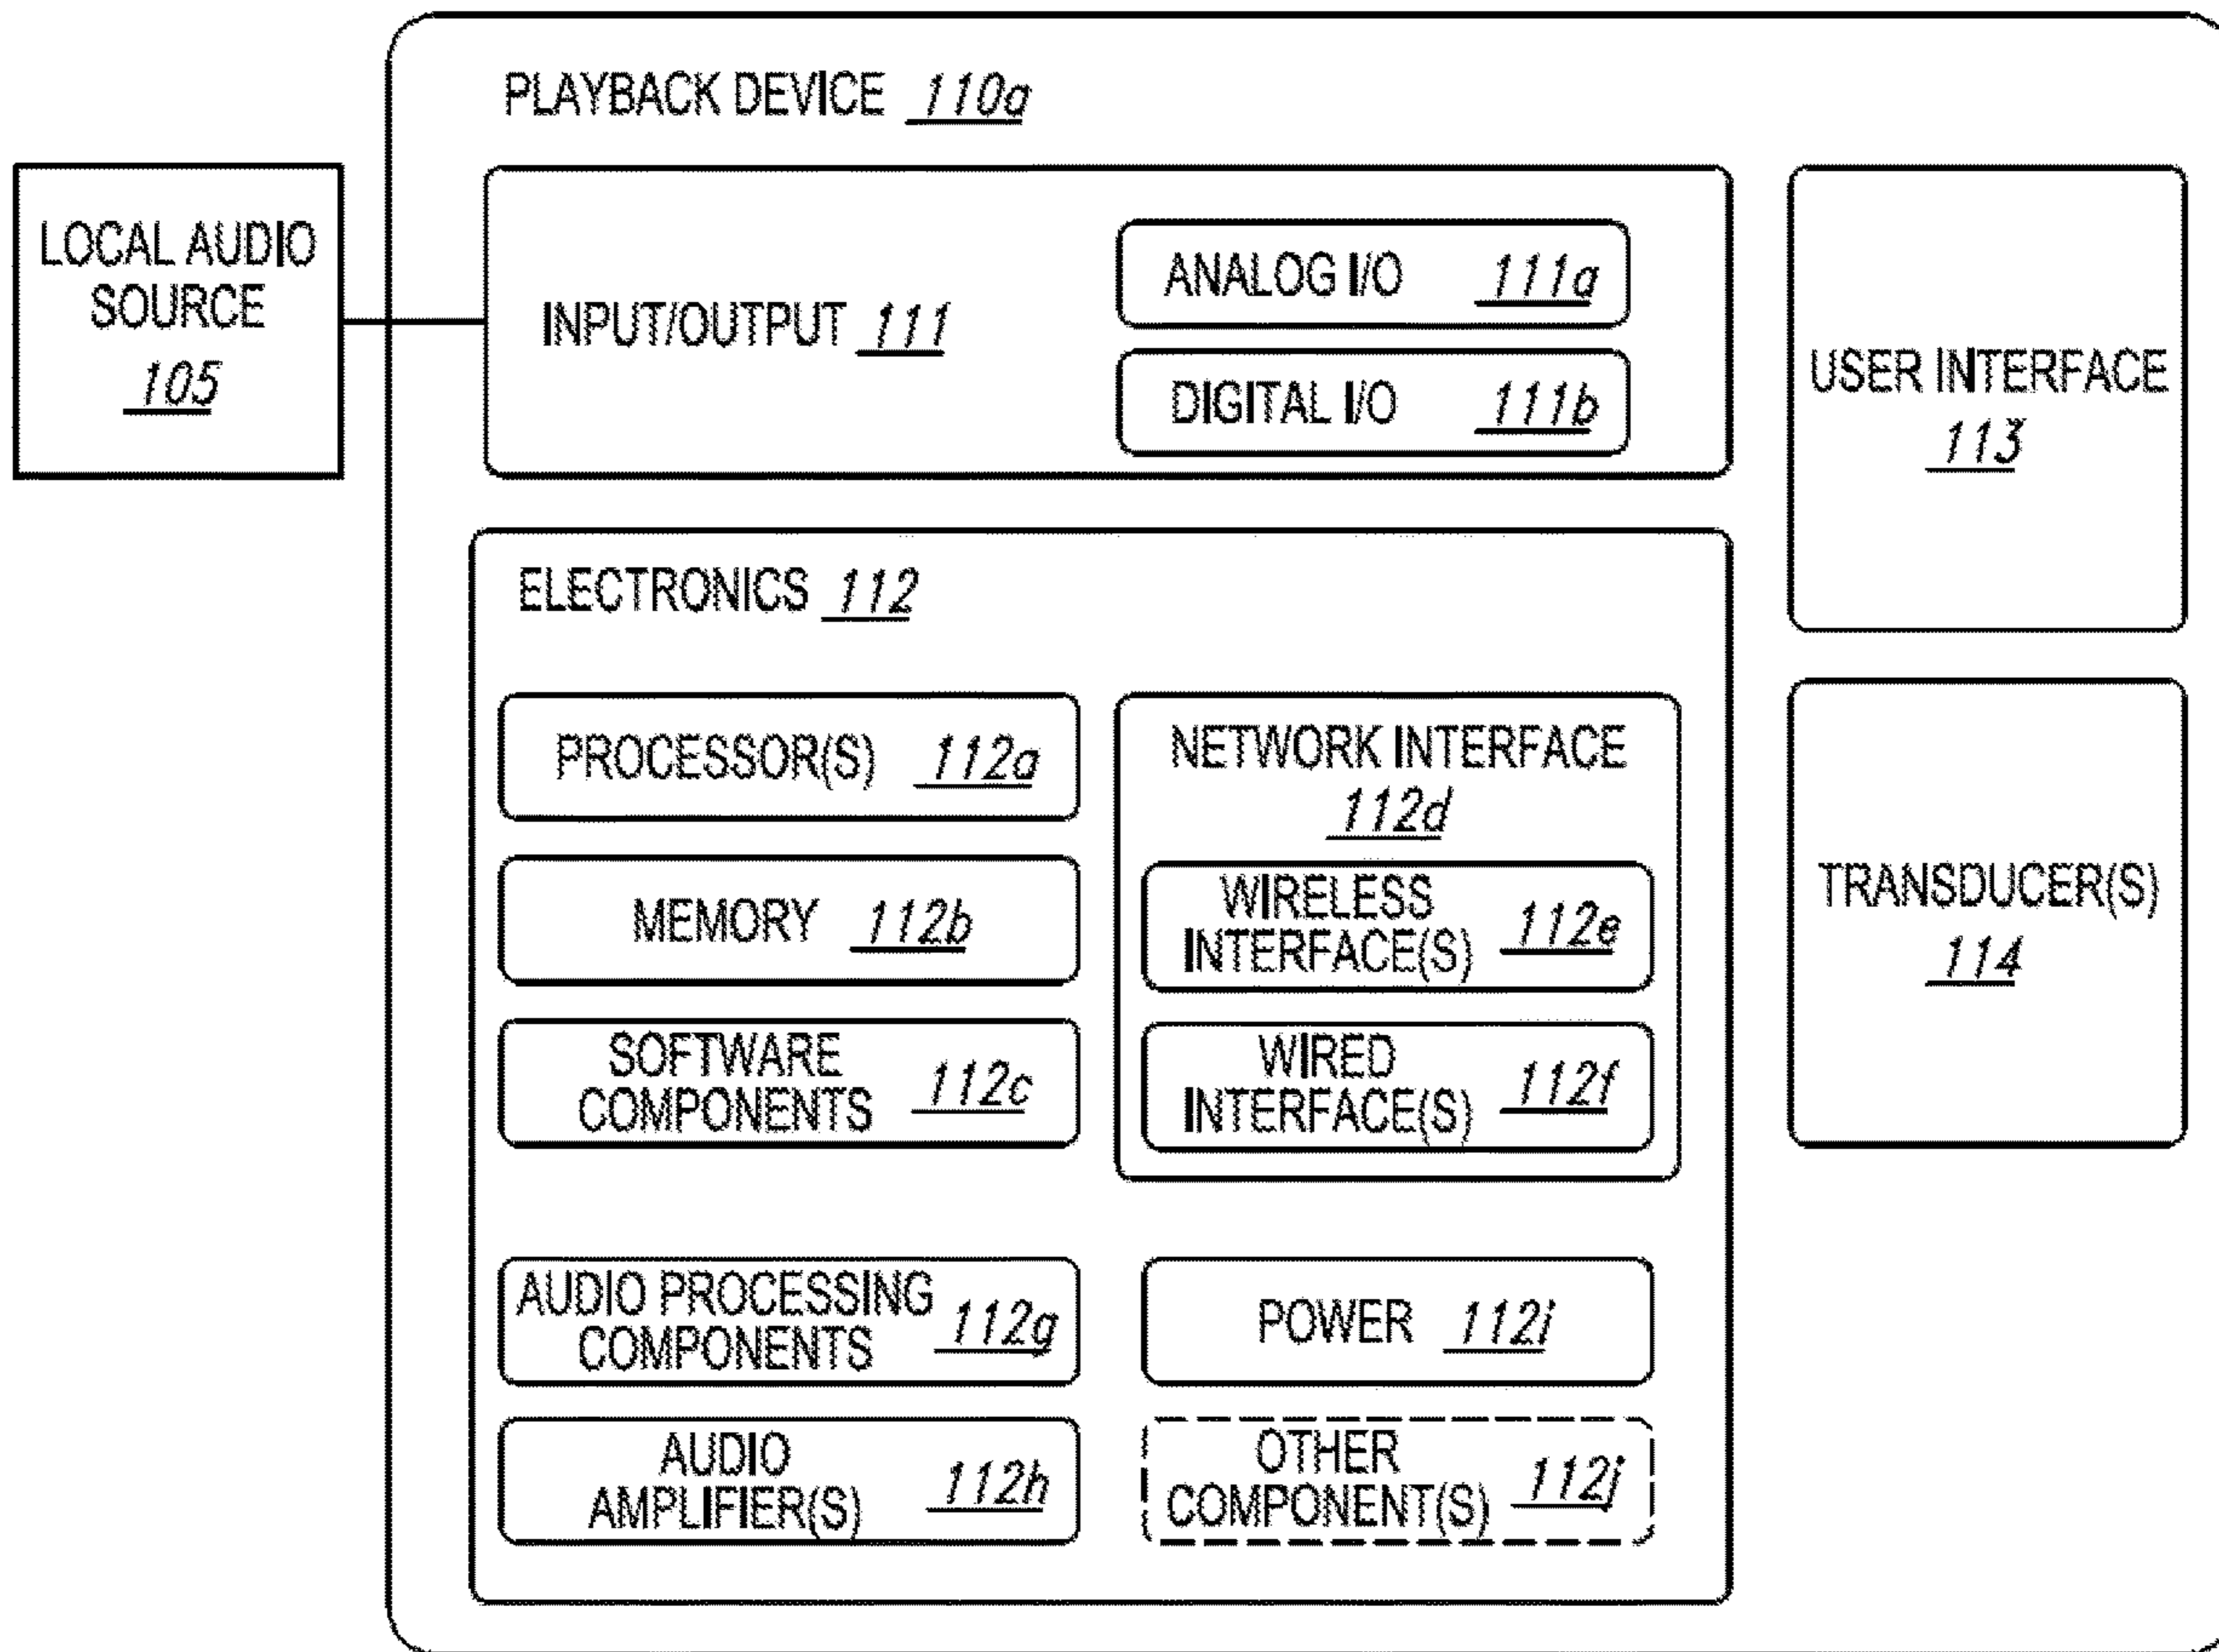 PLAYBACK DEVICE 110a
LOCAL AUDIO
SOURCE
105
INPUT/OUTPUT 111
ANALOG I/O 111a
DIGITAL I/O 111b
USER INTERFACE
113
ELECTRONICS 112
PROCESSOR(S) 112a
MEMORY 112b
SOFTWARE
COMPONENTS 112c
NETWORK INTERFACE
112d
WIRELESS
INTERFACE(S) 112e
WIRED
INTERFACE(S) 112f
TRANSDUCER(S)
114
AUDIO PROCESSING
COMPONENTS 112g
POWER 112i
AUDIO
AMPLIFIER(S) 112h
OTHER
COMPONENT(S) 112j